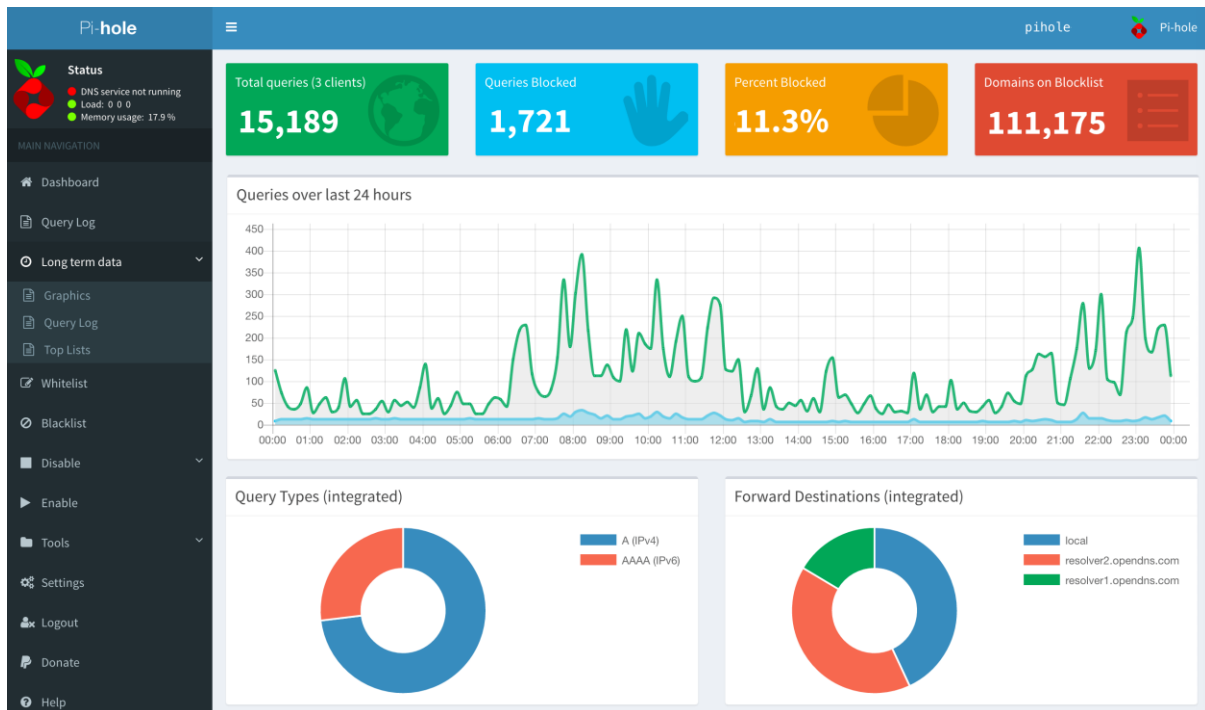 Pi-hole
pihole
Pi-hole
Status
DNS service not running
Load: 0 0 0
Memory usage: 17.9 %
MAIN NAVIGATION
Dashboard
Query Log
Long term data
Graphics
Query Log
Top Lists
Whitelist
Blacklist
Disable
Enable
Tools
Settings
Logout
Donate
Help
Total queries (3 clients)
15,189
Queries Blocked
1,721
Percent Blocked
11.3%
Domains on Blocklist
111,175
Queries over last 24 hours
450
400
350
300
250
200
150
100
50
0
00:00 01:00 02:00 03:00 04:00 05:00 06:00 07:00 08:00 09:00 10:00 11:00 12:00 13:00 14:00 15:00 16:00 17:00 18:00 19:00 20:00 21:00 22:00 23:00 00:00
Query Types (integrated)
A (IPv4)
AAAA (IPv6)
Forward Destinations (integrated)
local
resolver2.opendns.com
resolver1.opendns.com